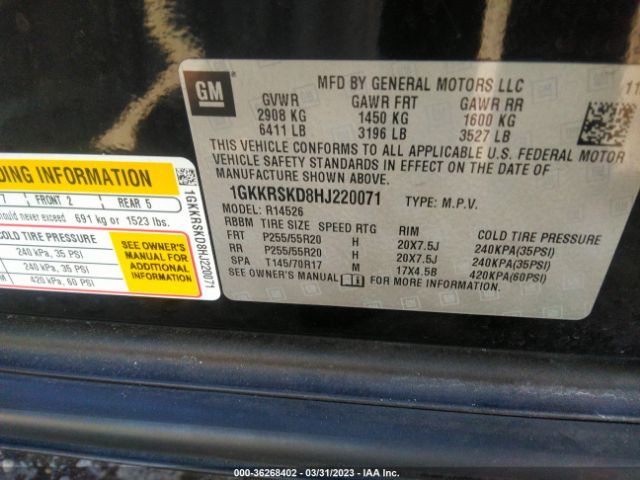 GM
MFD BY GENERAL MOTORS LLC
11
GVWR GAWR FRT GAWR RR
2908 KG 1450 KG 1600 KG
6411 LB 3196 LB 3527 LB
THIS VEHICLE CONFORMS TO ALL APPLICABLE U.S. FEDERAL MOTOR
VEHICLE SAFETY STANDARDS IN EFFECT ON THE DATE OF
MANUFACTURE SHOWN ABOVE.
1GKKRSKD8HJ220071 TYPE: M.P.V.
MODEL: R14526
RBBM TIRE SIZE SPEED RTG RIM COLD TIRE PRESSURE
FRT P255/55R20 H 20X7.5J 240KPA(35PSI)
RR P255/55R20 H 20X7.5J 240KPA(35PSI)
SPA T145/70R17 M 17X4.5B 420KPA(60PSI)
SEE OWNER'S MANUAL FOR MORE INFORMATION.
DING INFORMATION
7 FRONT 2 REAR 5
hould never exceed 691 kg or 1523 lbs.
COLD TIRE PRESSURE
240 kPa, 35 PSI
240 kPa, 35 PSI
M 420 kPa, 60 PSI
SEE OWNER'S
MANUAL FOR
ADDITIONAL
INFORMATION
1GKKRSKD8HJ220071
000-36268402 - 03/31/2023 - IAA Inc.